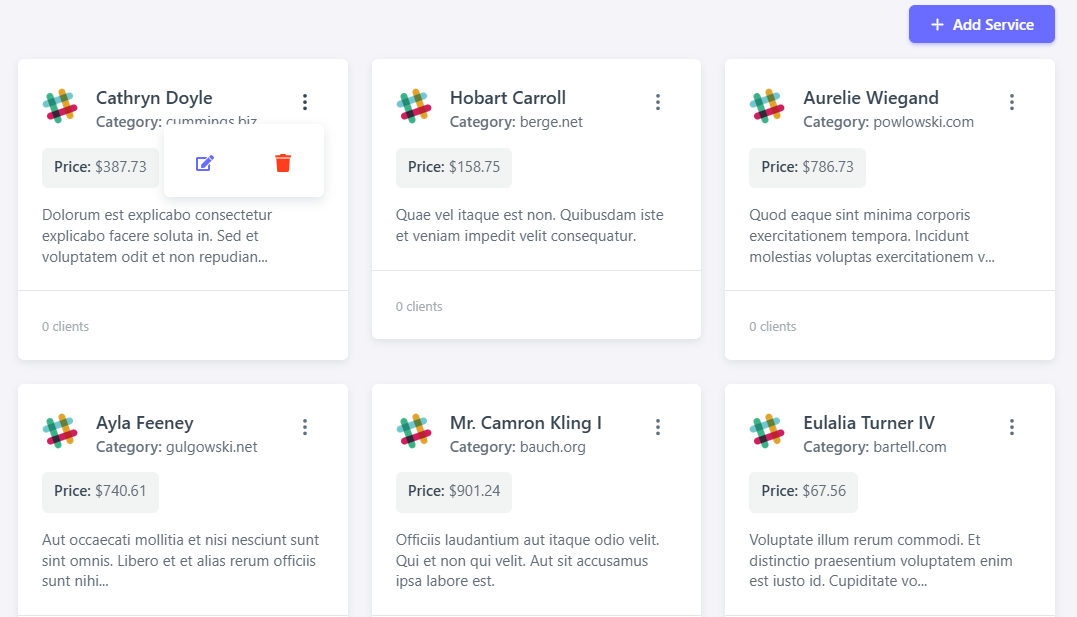 Add Service
Cathryn Doyle
Category: cummings.biz
Price: $387.73
Dolorum est explicabo consectetur
explicabo facere soluta in. Sed et
voluptatem odit et non repudian...
0 clients
Hobart Carroll
Category: berge.net
Price: $158.75
Quae vel itaque est non. Quibusdam iste
et veniam impedit velit consequatur.
0 clients
Aurelie Wiegand
Category: powlowski.com
Price: $786.73
Quod eaque sint minima corporis
exercitationem tempora. Incidunt
molestias voluptas exercitationem v...
0 clients
Ayla Feeney
Category: gulgowski.net
Price: $740.61
Aut occaecati mollitia et nisi nesciunt sunt
sint omnis. Libero et et alias rerum officiis
sunt nihi...
Mr. Camron Kling I
Category: bauch.org
Price: $901.24
Officiis laudantium aut itaque odio velit.
Qui et non qui velit. Aut sit accusamus
ipsa labore est.
Eulalia Turner IV
Category: bartell.com
Price: $67.56
Voluptate illum rerum commodi. Et
distinctio praesentium voluptatem enim
est iusto id. Cupiditate vo...